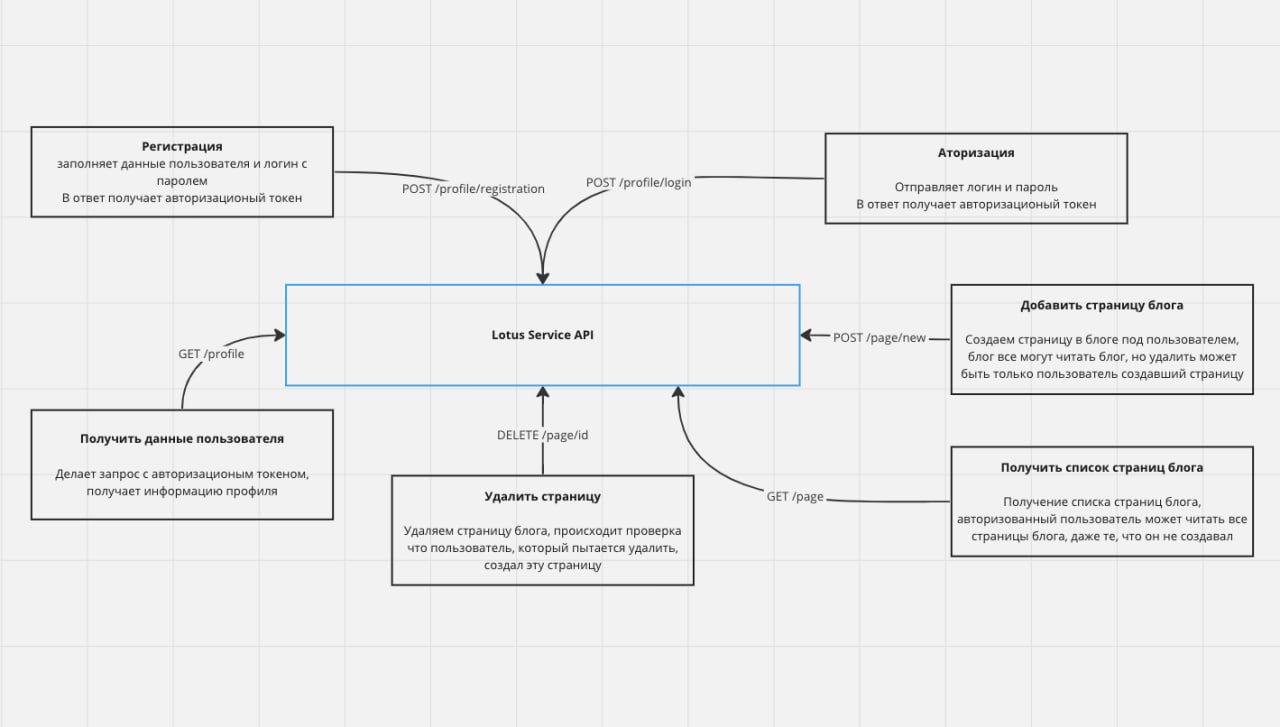 Регистрация
заполняет данные пользователя и логин с
паролем
В ответ получает авторизационый токен
POST /profile/registration
POST /profile/login
Аторизация
Отправляет логин и пароль
В ответ получает авторизационый токен
Lotus Service API
POST /page/new
Добавить страницу блога
Создаем страницу в блоге под пользователем,
блог все могут читать блог, но удалить может
быть только пользователь создавший страницу
GET /profile
Получить данные пользователя
Делает запрос с авторизационым токеном,
получает информацию профиля
DELETE /page/id
Удалить страницу
Удаляем страницу блога, происходит проверка
что пользователь, который пытается удалить,
создал эту страницу
GET /page
Получить список страниц блога
Получение списка страниц блога,
авторизованный пользователь может читать все
страницы блога, даже те, что он не создавал